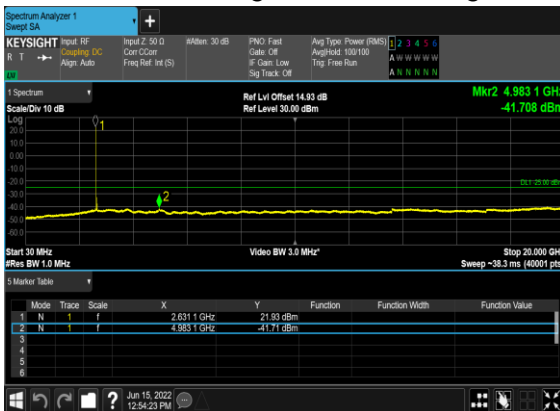 Spectrum Analyzer 1
Swept SA
KEYSIGHT Input: RF Input Z: 50 Ω #Atten: 30 dB PNO: Fast Avg Type: Power (RMS) 1 2 3 4 5 6
R T Coupling: DC Corr CCorr Gate: Off Avg|Hold: 100/100 A W W W W W
Align: Auto Freq Ref: Int (S) IF Gain: Low Trig: Free Run
LV Sig Track: Off A N N N N N
1 Spectrum Ref Lvl Offset 14.93 dB Mkr2 4.983 1 GHz
Scale/Div 10 dB Ref Level 30.00 dBm -41.708 dBm
Log
20.0
10.0
0.00
-10.0
-20.0
-30.0
-40.0
-50.0
-60.0
1
2
DL1 -25.00 dBm
Start 30 MHz Video BW 3.0 MHz* Stop 20.000 GHz
#Res BW 1.0 MHz Sweep ~38.3 ms (40001 pts)
5 Marker Table
Mode Trace Scale X Y Function Function Width Function Value
1 N 1 f 2.631 1 GHz 21.93 dBm
2 N 1 f 4.983 1 GHz -41.71 dBm
3
4
5
6
? Jun 15, 2022
12:54:23 PM